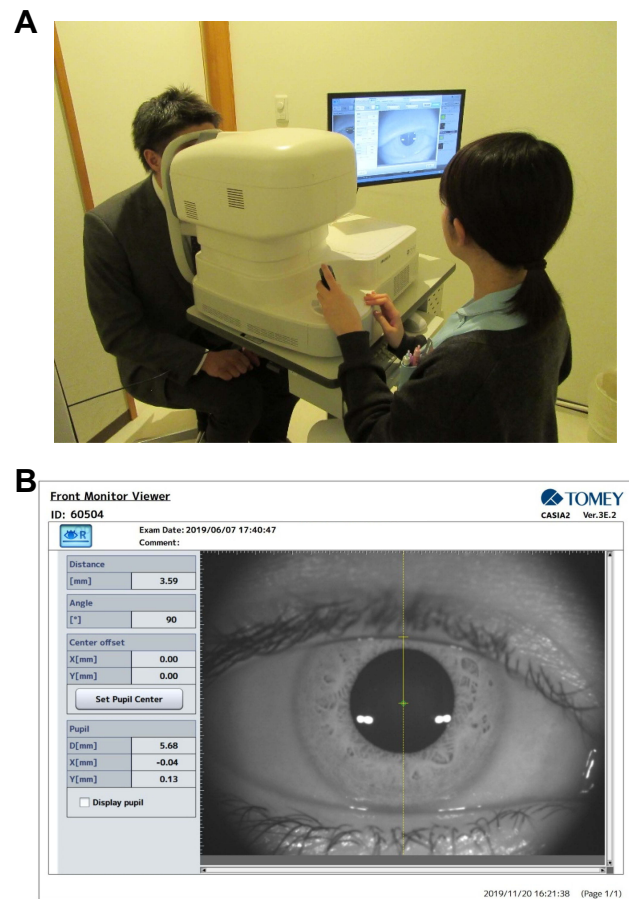 A
B
Front Monitor Viewer
TOMEY
ID: 60504
CASIA2 Ver.3E.2
R
Exam Date: 2019/06/07 17:40:47
Comment:
Distance
[mm] 3.59
Angle
[°] 90
Center offset
X[mm] 0.00
Y[mm] 0.00
Set Pupil Center
Pupil
D[mm] 5.68
X[mm] -0.04
Y[mm] 0.13
Display pupil
2019/11/20 16:21:38 (Page 1/1)